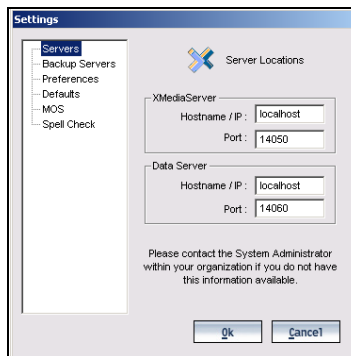 Settings
Servers
Backup Servers
Preferences
Defaults
MOS
Spell Check
Server Locations
XMediaServer
Hostname / IP : localhost
Port : 14050
Data Server
Hostname / IP : localhost
Port : 14060
Please contact the System Administrator
within your organization if you do not have
this information available.
Ok Cancel